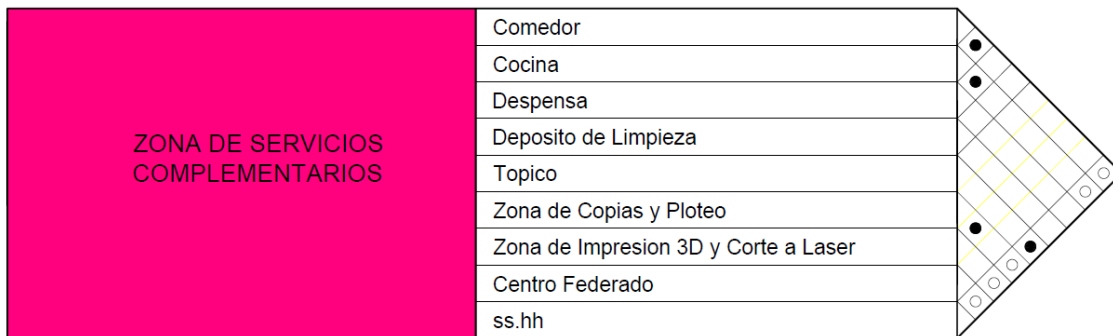 ZONA DE SERVICIOS
COMPLEMENTARIOS
Comedor
Cocina
Despensa
Deposito de Limpieza
Topico
Zona de Copias y Ploteo
Zona de Impresion 3D y Corte a Laser
Centro Federado
ss.hh